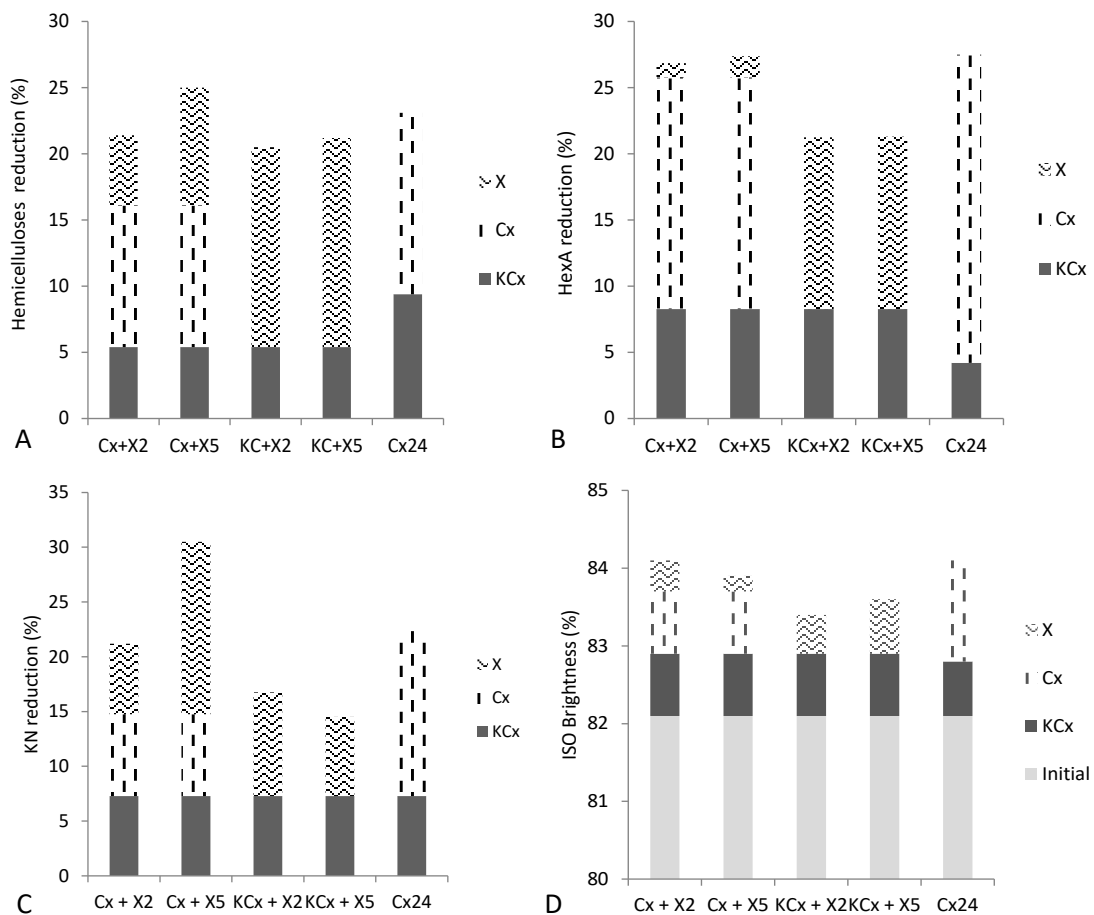 30
25
20
15
10
5
0
Hemicelluloses reduction (%)
Cx+X2 Cx+X5 KC+X2 KC+X5 Cx24
X
Cx
KCx
A
30
25
20
15
10
5
0
HexA reduction (%)
Cx+X2 Cx+X5 KCx+X2 KCx+X5 Cx24
X
Cx
KCx
B
35
30
25
20
15
10
5
0
KN reduction (%)
Cx + X2 Cx + X5 KCx + X2 KCx + X5 Cx24
X
Cx
KCx
C
85
84
83
82
81
80
ISO Brightness (%)
Cx + X2 Cx + X5 KCx + X2 KCx + X5 Cx24
X
Cx
KCx
Initial
D